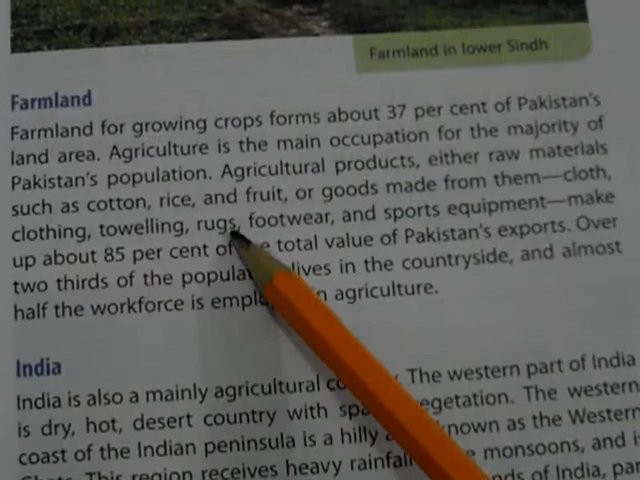 Farmland in lower Sindh
Farmland
Farmland for growing crops forms about 37 per cent of Pakistan's
land area. Agriculture is the main occupation for the majority of
Pakistan's population. Agricultural products, either raw materials
such as cotton, rice, and fruit, or goods made from them—cloth,
clothing, towelling, rugs, footwear, and sports equipment—make
up about 85 per cent of total value of Pakistan's exports. Over
two thirds of the lives in the countryside, and almost
half the workforce is agriculture.
India
India is also a mainly agricultural The western part of India
is dry, hot, desert country with The western
coast of the Indian peninsula is a hilly known as the Western
This region receives heavy monsoons, and
of India,